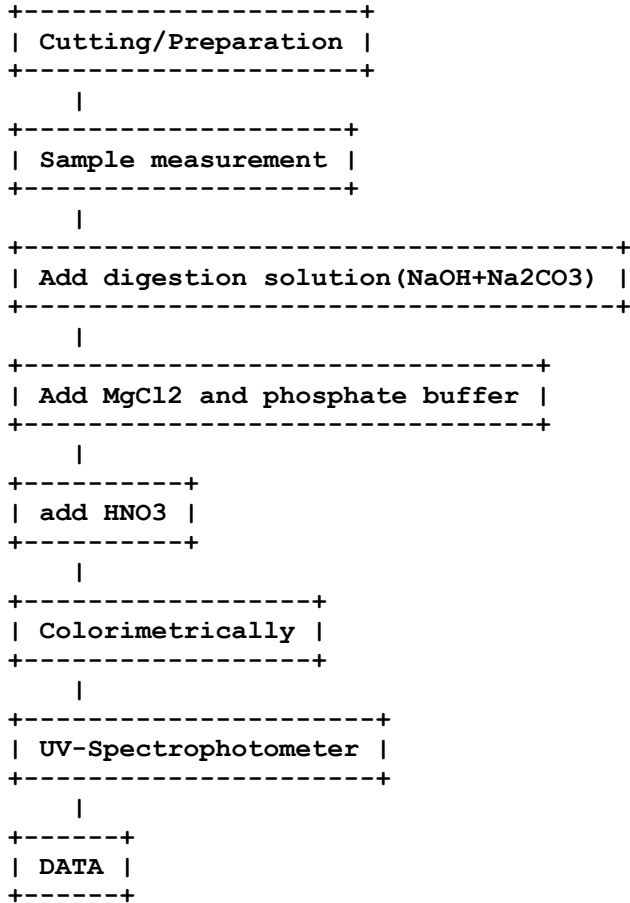 Cutting/Preparation
Sample measurement
Add digestion solution(NaOH+Na2CO3)
Add MgCl2 and phosphate buffer
add HNO3
Colorimetrically
UV-Spectrophotometer
DATA